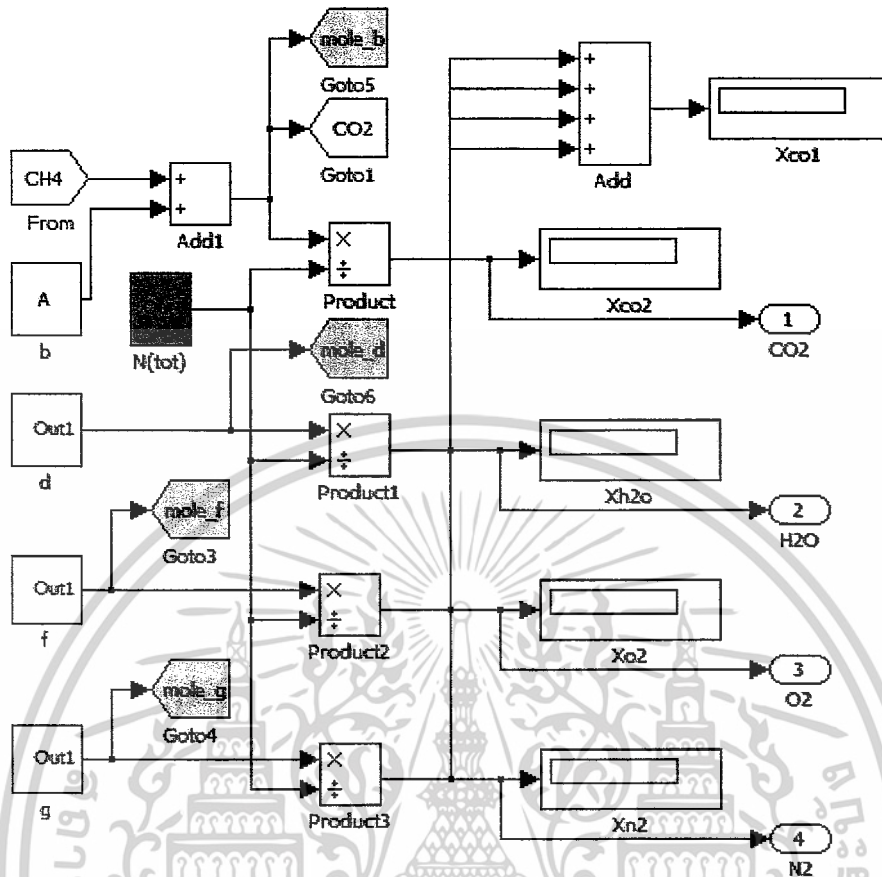 mole_b
Goto5
CO2
Goto1
CH4
From
+
+
Add1
A
b
N(tot)
+
+
+
+
Add
Xco1
×
÷
Product
Xco2
1
CO2
mole_d
Goto6
Out1
d
×
÷
Product1
Xh2o
2
H2O
mole_f
Goto3
Out1
f
×
÷
Product2
Xo2
3
O2
mole_g
Goto4
Out1
g
×
÷
Product3
Xn2
4
N2